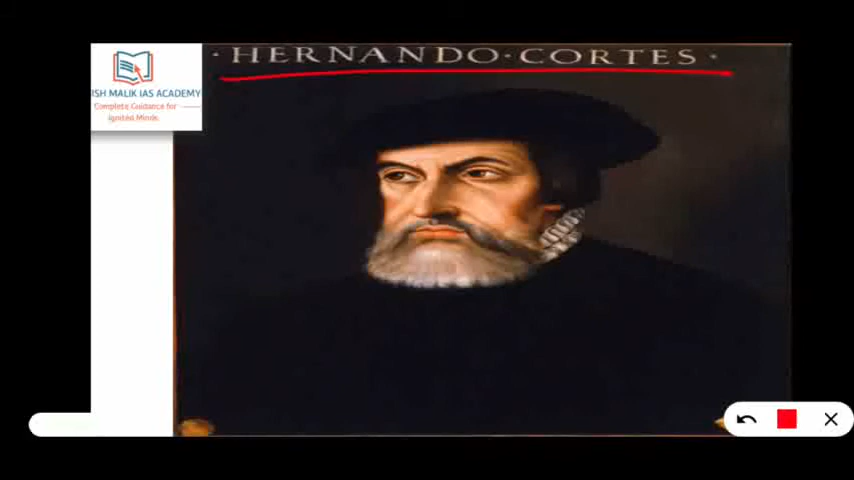 · HERNANDO · CORTES ·
ISH MALIK IAS ACADEMY
Complete Guidance for
Ignited Minds